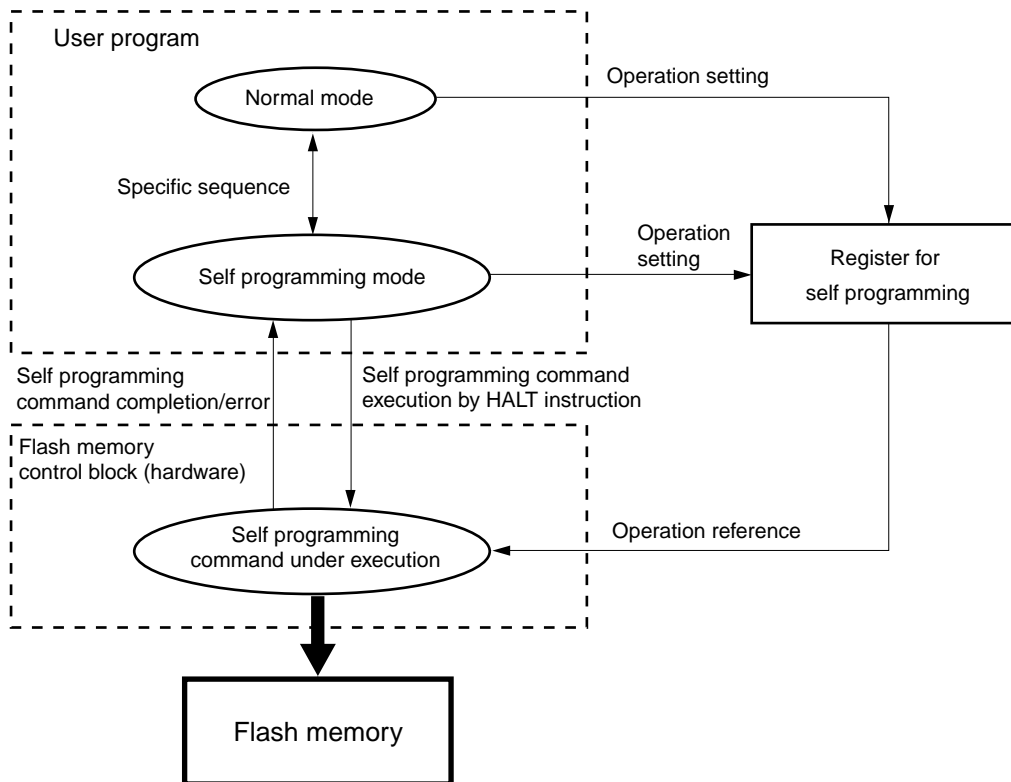 User program
Normal mode
Operation setting
Specific sequence
Operation
setting
Self programming mode
Register for
self programming
Self programming
command completion/error
Self programming command
execution by HALT instruction
Flash memory
control block (hardware)
Self programming
command under execution
Operation reference
Flash memory